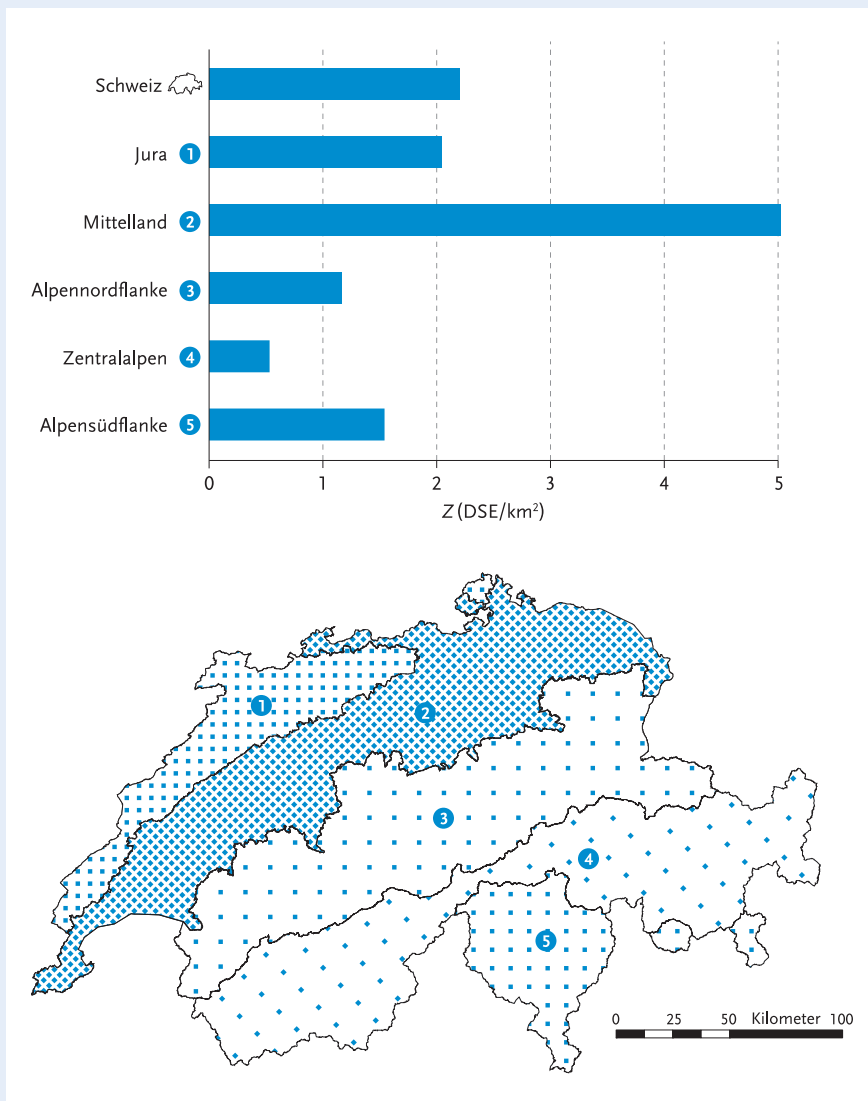 Schweiz
Jura 1
Mittelland 2
Alpennordflanke 3
Zentralalpen 4
Alpensüdflanke 5
0 1 2 3 4 5
Z (DSE/km²)
1
2
3
4
5
0 25 50 Kilometer 100